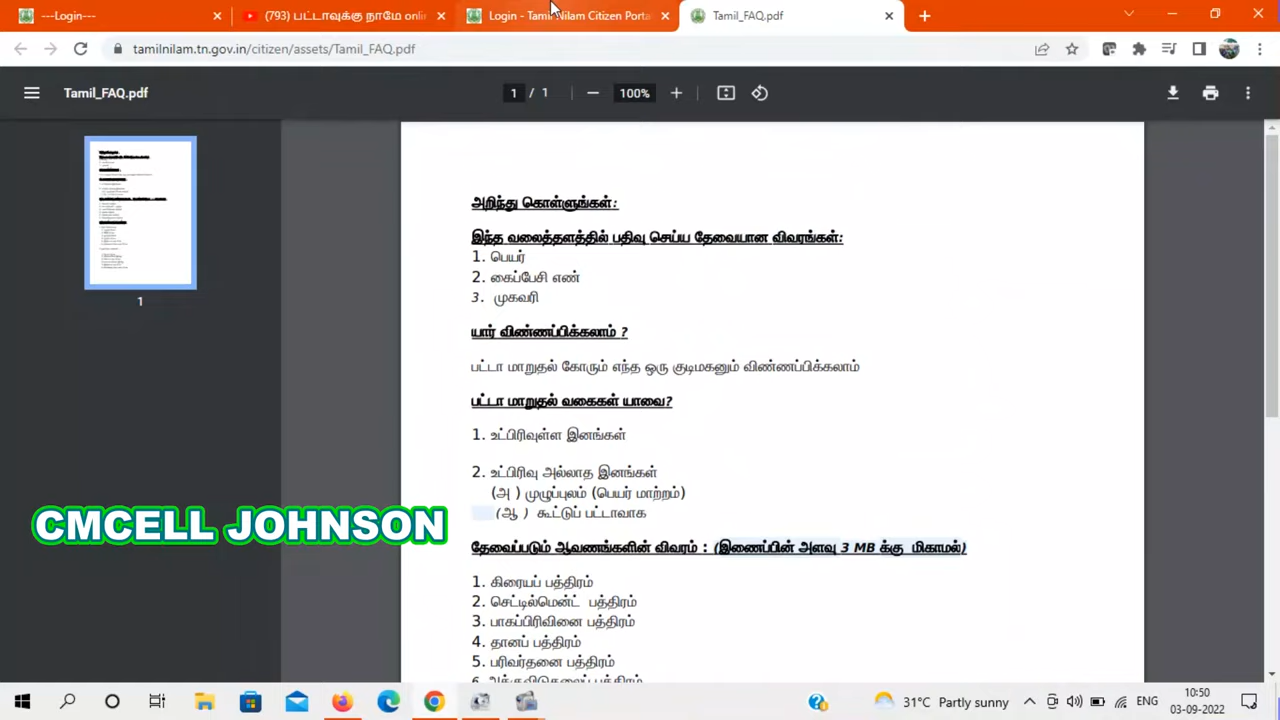 ---Login---
(793) பட்டாவுக்கு நாமே onlin
Login - Tamil Nilam Citizen Porta
Tamil_FAQ.pdf
tamilnilam.tn.gov.in/citizen/assets/Tamil_FAQ.pdf
Tamil_FAQ.pdf
1 / 1
100%
1
அறிந்து கொள்ளுங்கள்:
இந்த வலைதளத்தில் பதிவு செய்ய தேவையான விவரங்கள்:
1. பெயர்
2. கைப்பேசி எண்
3. முகவரி
யார் விண்ணப்பிக்கலாம் ?
பட்டா மாறுதல் கோரும் எந்த ஒரு குடிமகனும் விண்ணப்பிக்கலாம்
பட்டா மாறுதல் வகைகள் யாவை?
1. உட்பிரிவுள்ள இனங்கள்
2. உட்பிரிவு அல்லாத இனங்கள்
(அ ) முழுப்புலம் (பெயர் மாற்றம்)
(ஆ ) கூட்டுப் பட்டாவாக
தேவைப்படும் ஆவணங்களின் விவரம் : (இணைப்பின் அளவு 3 MB க்கு மிகாமல்)
1. கிரையப் பத்திரம்
2. செட்டில்மென்ட் பத்திரம்
3. பாகப்பிரிவினை பத்திரம்
4. தானப் பத்திரம்
5. பரிவர்தனை பத்திரம்
CMCELL JOHNSON
31°C Partly sunny
ENG
10:50
03-09-2022